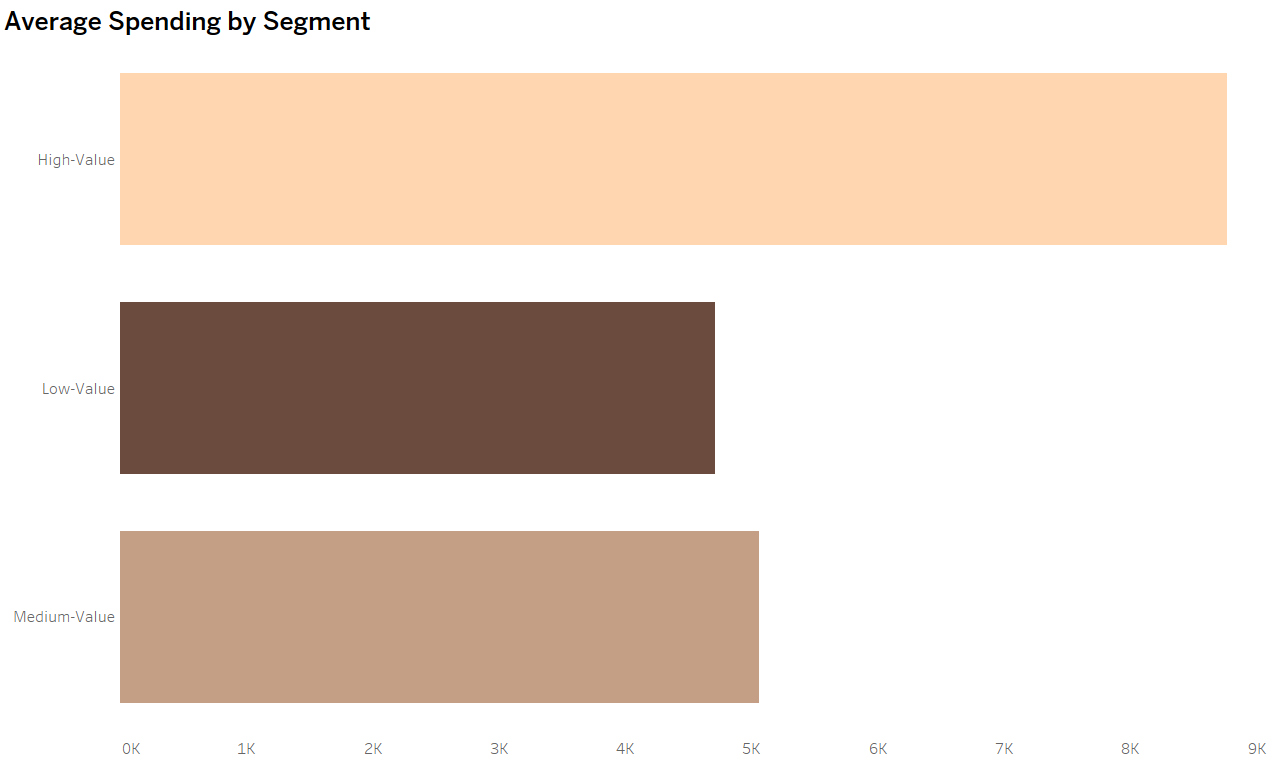 Average Spending by Segment
High-Value
Low-Value
Medium-Value
0K 1K 2K 3K 4K 5K 6K 7K 8K 9K